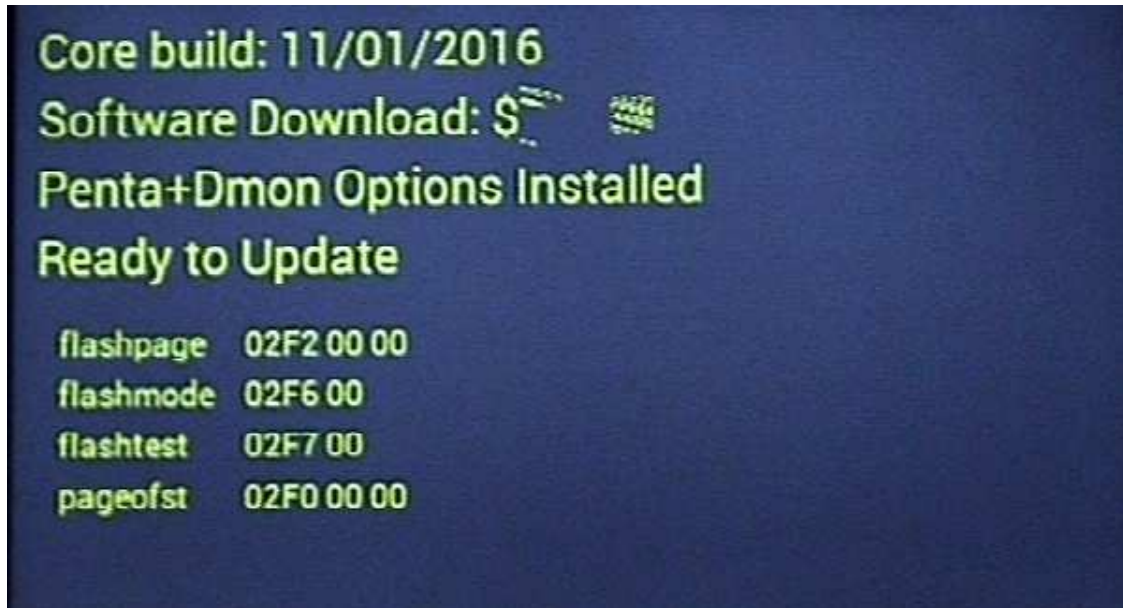 Core build: 11/01/2016
Software Download: $
Penta+Dmon Options Installed
Ready to Update
flashpage 02F2 00 00
flashmode 02F6 00
flashtest 02F7 00
pageofst 02F0 00 00